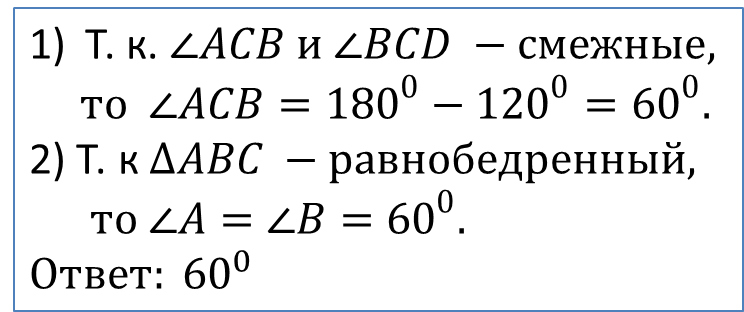 1) Т. к. ∠ACB и ∠BCD − смежные,
то ∠ACB = 180⁰ − 120⁰ = 60⁰.
2) Т. к ΔABC − равнобедренный,
то ∠A = ∠B = 60⁰.
Ответ: 60⁰